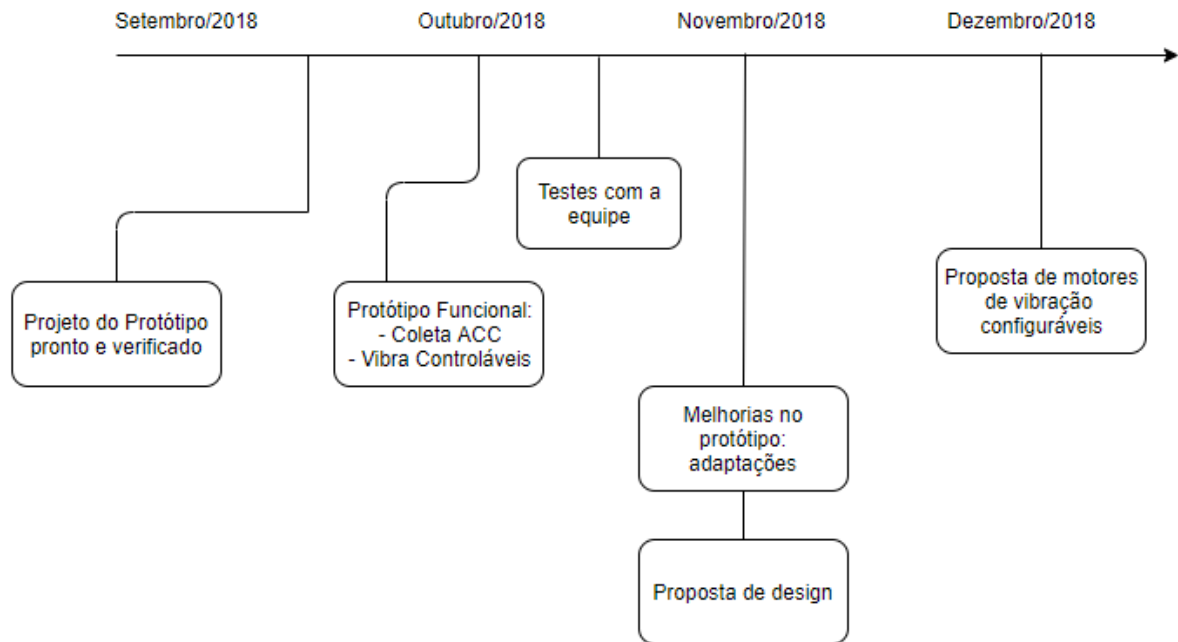 Setembro/2018
Outubro/2018
Novembro/2018
Dezembro/2018
Projeto do Protótipo
pronto e verificado
Protótipo Funcional:
- Coleta ACC
- Vibra Controláveis
Testes com a
equipe
Melhorias no
protótipo:
adaptações
Proposta de design
Proposta de motores
de vibração
configuráveis